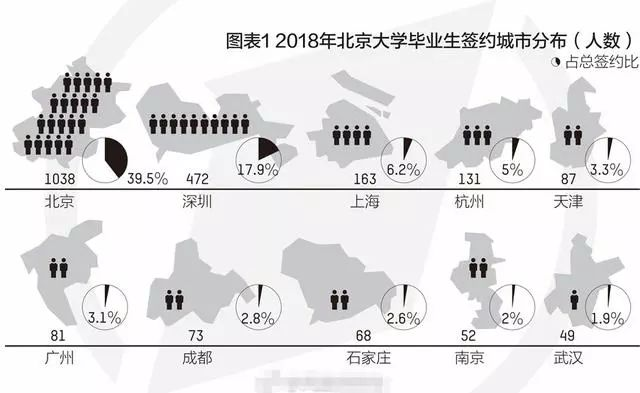 图表1 2018年北京大学毕业生签约城市分布（人数）
占总签约比
1038 39.5% 472 17.9% 163 6.2% 131 5% 87 3.3%
北京 深圳 上海 杭州 天津
81 3.1% 73 2.8% 68 2.6% 52 2% 49 1.9%
广州 成都 石家庄 南京 武汉